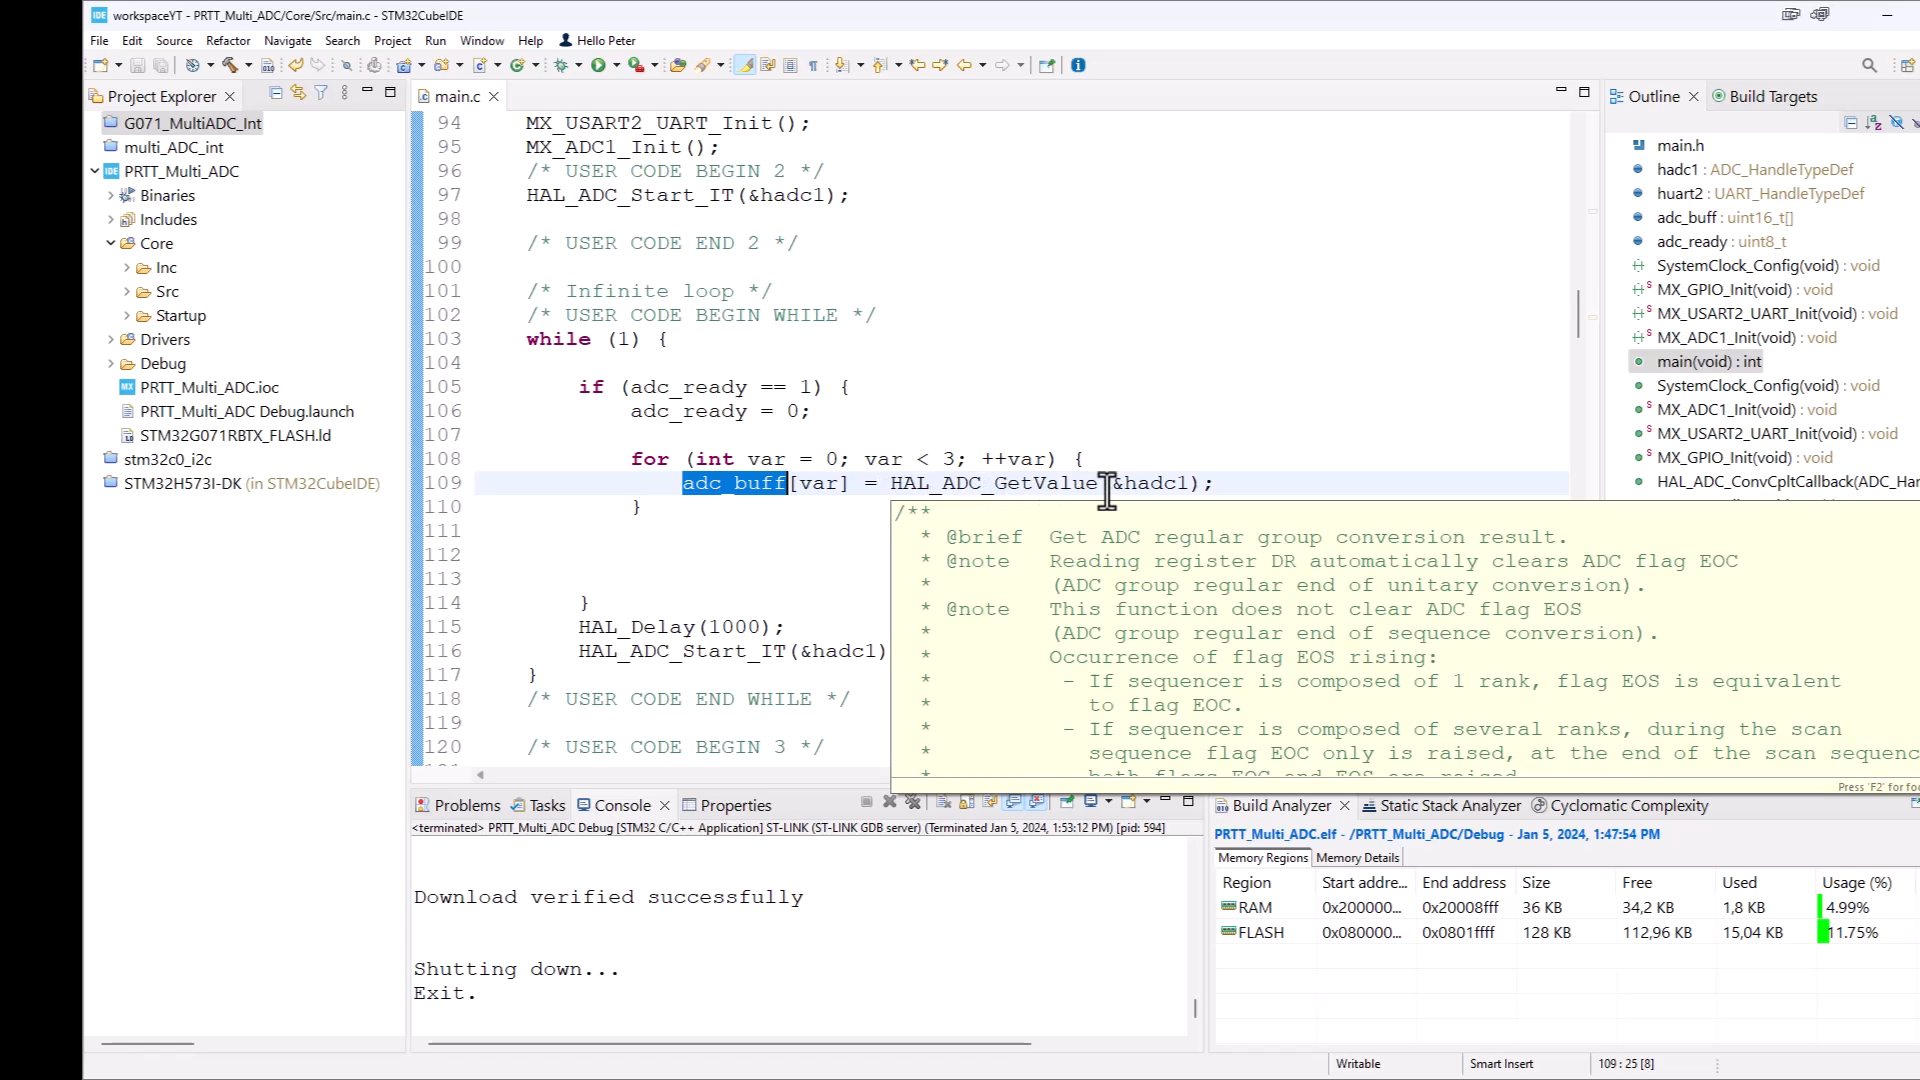 workspaceYT - PRTT_Multi_ADC/Core/Src/main.c - STM32CubeIDE
File Edit Source Refactor Navigate Search Project Run Window Help Hello Peter
Project Explorer
G071_MultiADC_Int
multi_ADC_int
PRTT_Multi_ADC
Binaries
Includes
Core
Inc
Src
Startup
Drivers
Debug
PRTT_Multi_ADC.ioc
PRTT_Multi_ADC Debug.launch
STM32G071RBTX_FLASH.ld
stm32c0_i2c
STM32H573I-DK (in STM32CubeIDE)
main.c
94 MX_USART2_UART_Init();
95 MX_ADC1_Init();
96 /* USER CODE BEGIN 2 */
97 HAL_ADC_Start_IT(&hadc1);
98
99 /* USER CODE END 2 */
100
101 /* Infinite loop */
102 /* USER CODE BEGIN WHILE */
103 while (1) {
104
105 if (adc_ready == 1) {
106 adc_ready = 0;
107
108 for (int var = 0; var < 3; ++var) {
109 adc_buff[var] = HAL_ADC_GetValue(&hadc1);
110 }
111
112
113
114 }
115 HAL_Delay(1000);
116 HAL_ADC_Start_IT(&hadc1)
117 }
118 /* USER CODE END WHILE */
119
120 /* USER CODE BEGIN 3 */
/**
* @brief Get ADC regular group conversion result.
* @note Reading register DR automatically clears ADC flag EOC
* (ADC group regular end of unitary conversion).
* @note This function does not clear ADC flag EOS
* (ADC group regular end of sequence conversion).
* Occurrence of flag EOS rising:
* - If sequencer is composed of 1 rank, flag EOS is equivalent
* to flag EOC.
* - If sequencer is composed of several ranks, during the scan
* sequence flag EOC only is raised, at the end of the scan sequenc
* both flags EOC and EOS are raised
Press 'F2' for foc
Outline Build Targets
main.h
hadc1 : ADC_HandleTypeDef
huart2 : UART_HandleTypeDef
adc_buff : uint16_t[]
adc_ready : uint8_t
SystemClock_Config(void) : void
MX_GPIO_Init(void) : void
MX_USART2_UART_Init(void) : void
MX_ADC1_Init(void) : void
main(void) : int
SystemClock_Config(void) : void
MX_ADC1_Init(void) : void
MX_USART2_UART_Init(void) : void
MX_GPIO_Init(void) : void
HAL_ADC_ConvCpltCallback(ADC_Har
Problems Tasks Console Properties
<terminated> PRTT_Multi_ADC Debug [STM32 C/C++ Application] ST-LINK (ST-LINK GDB server) (Terminated Jan 5, 2024, 1:53:12 PM) [pid: 594]
Download verified successfully
Shutting down...
Exit.
Build Analyzer Static Stack Analyzer Cyclomatic Complexity
PRTT_Multi_ADC.elf - /PRTT_Multi_ADC/Debug - Jan 5, 2024, 1:47:54 PM
Memory Regions Memory Details
Region Start addre... End address Size Free Used Usage (%)
RAM 0x200000... 0x20008fff 36 KB 34,2 KB 1,8 KB 4.99%
FLASH 0x080000... 0x0801ffff 128 KB 112,96 KB 15,04 KB 11.75%
Writable Smart Insert 109 : 25 [8]